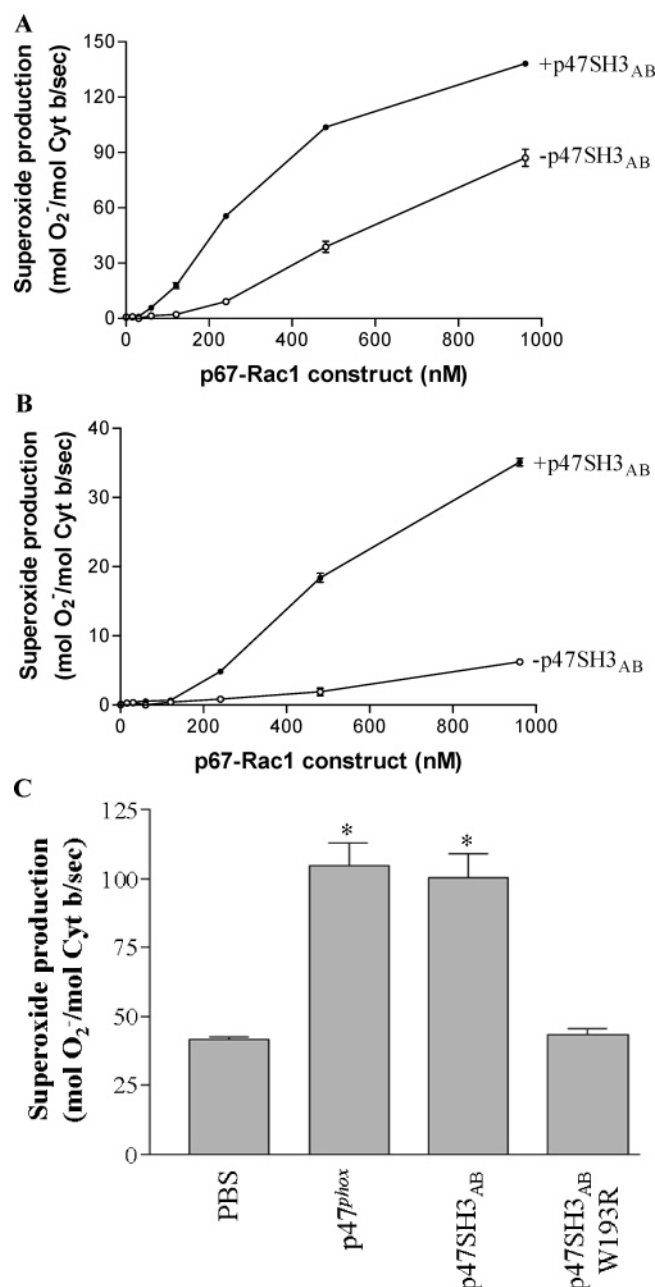 A
Superoxide production
(mol O₂⁻/mol Cyt b/sec)
150
120
90
60
30
0
+p47SH3AB
-p47SH3AB
0 200 400 600 800 1000
p67-Rac1 construct (nM)
B
Superoxide production
(mol O₂⁻/mol Cyt b/sec)
40
30
20
10
0
+p47SH3AB
-p47SH3AB
0 200 400 600 800 1000
p67-Rac1 construct (nM)
C
Superoxide production
(mol O₂⁻/mol Cyt b/sec)
125
100
75
50
25
0
* *
PBS
p47phox
p47SH3AB
p47SH3AB
W193R